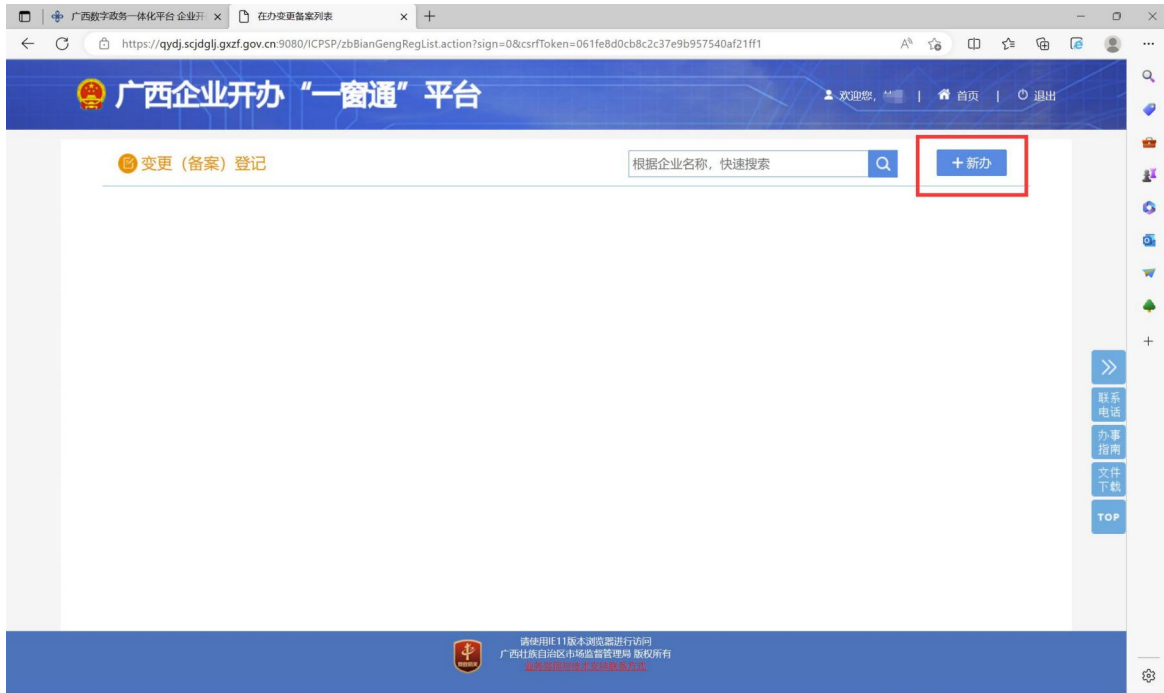 广西数字政务一体化平台 企业开
在办变更备案列表
https://qydj.scjdglj.gxzf.gov.cn:9080/ICPSP/zbBianGengRegList.action?sign=0&csrfToken=061fe8d0cb8c2c37e9b957540af21ff1
广西企业开办“一窗通”平台
欢迎您, | 首页 | 退出
变更（备案）登记
根据企业名称，快速搜索
+新办
联系
电话
办事
指南
文件
下载
TOP
请使用IE11版本浏览器进行访问
广西壮族自治区市场监督管理局 版权所有